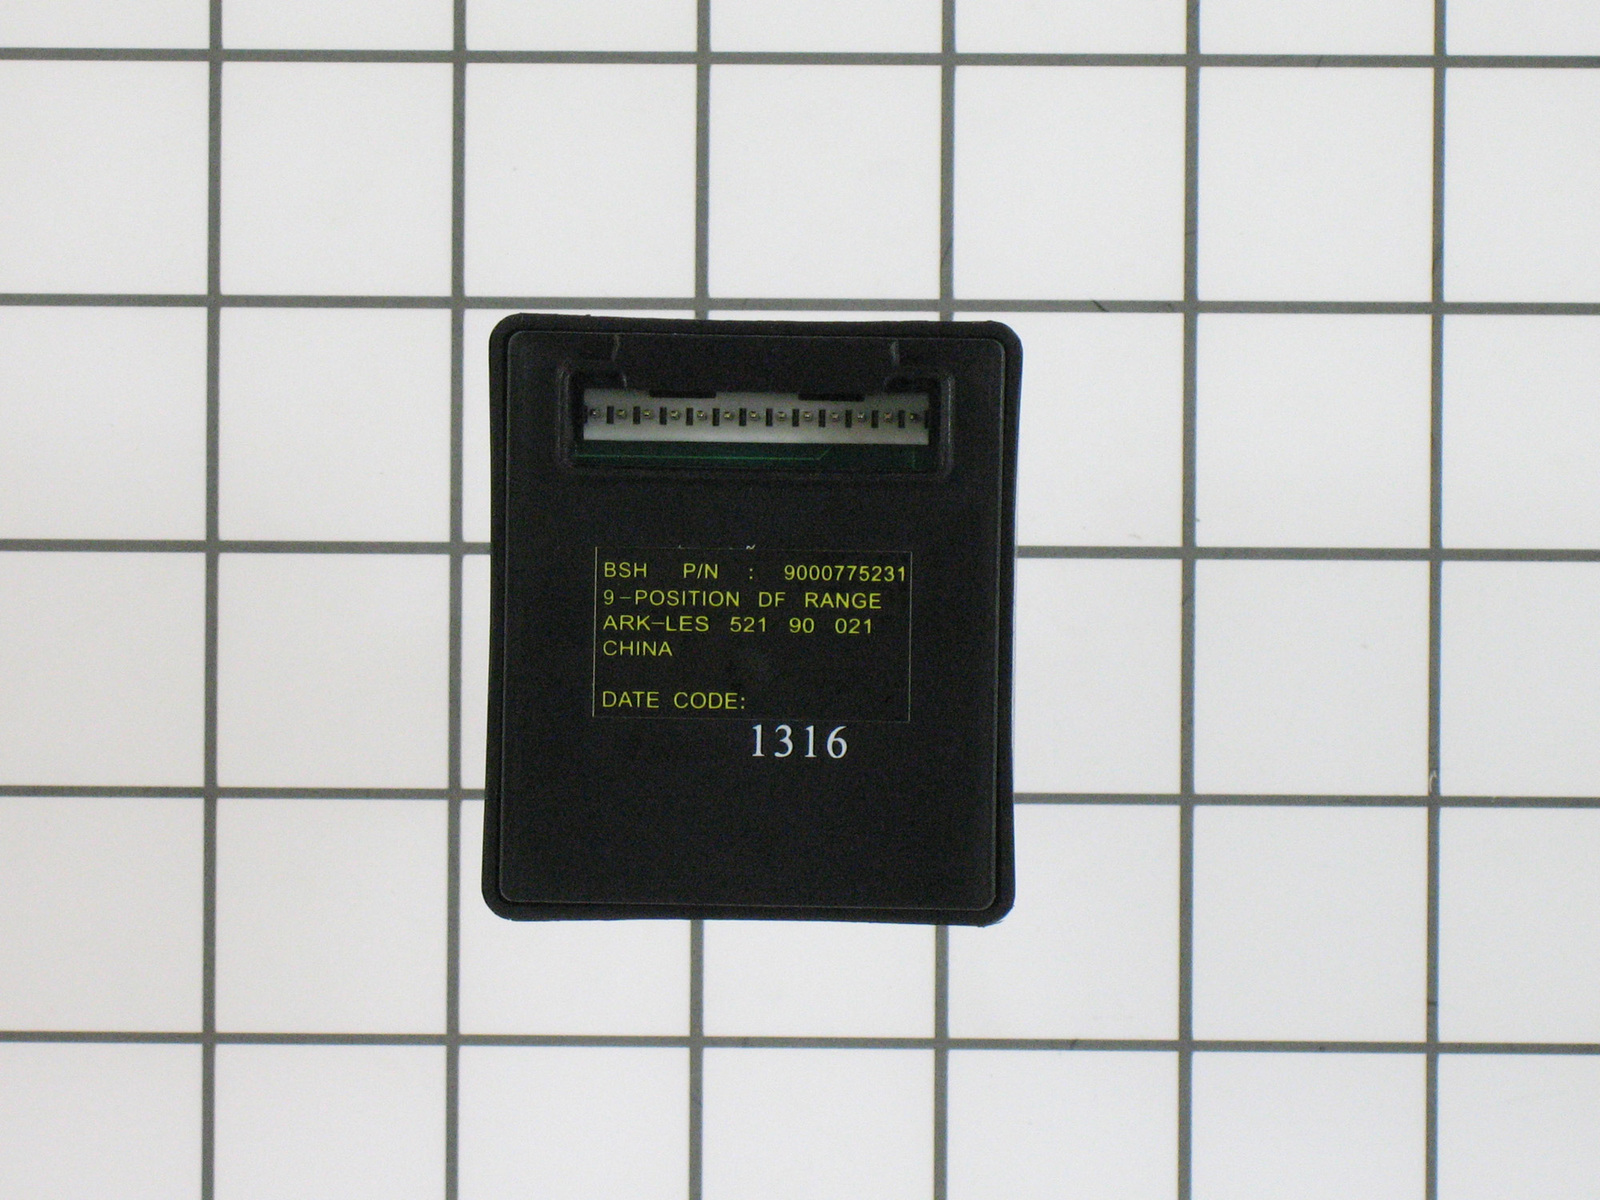 BSH P/N : 9000775231
9-POSITION DF RANGE
ARK-LES 521 90 021
CHINA
DATE CODE:
1316